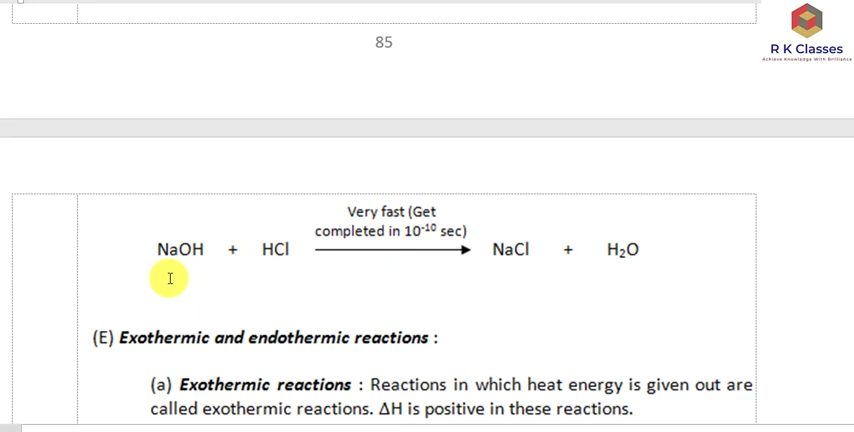 85
R K Classes
Achieve Knowledge With Brilliance
Very fast (Get
completed in 10⁻¹⁰ sec)
NaOH + HCl NaCl + H₂O
(E) Exothermic and endothermic reactions :
(a) Exothermic reactions : Reactions in which heat energy is given out are
called exothermic reactions. ΔH is positive in these reactions.